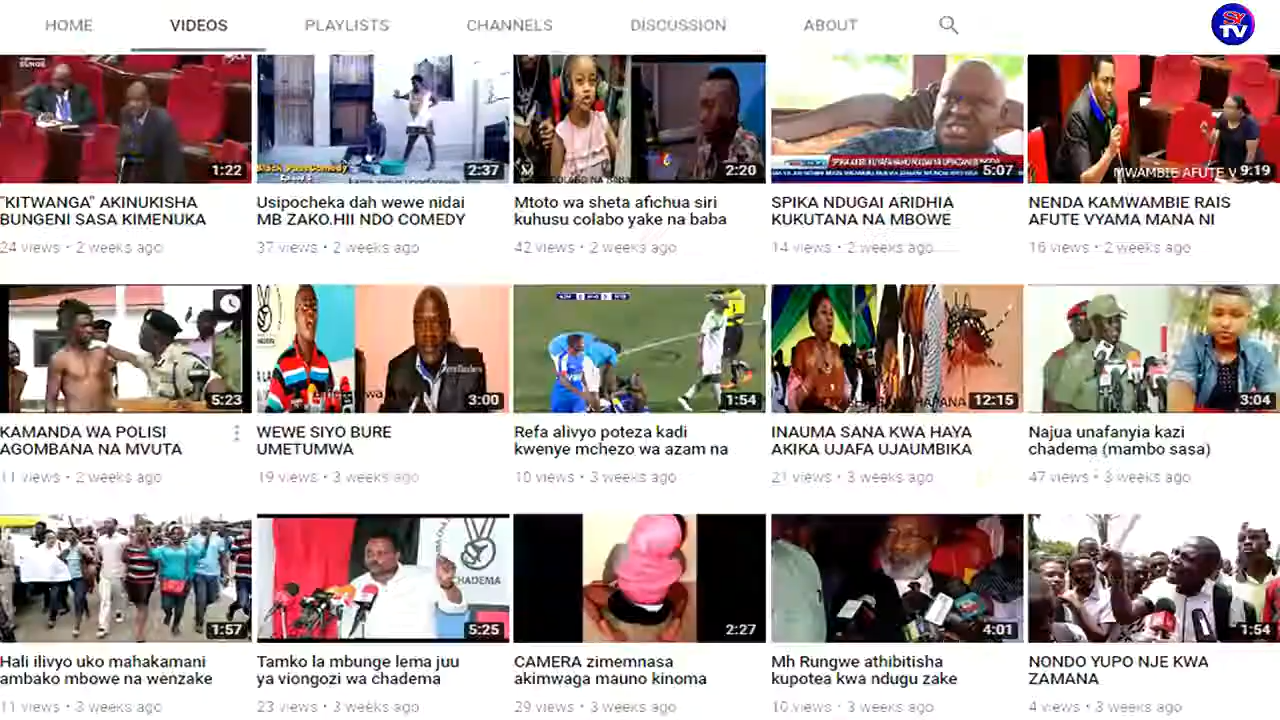 HOME VIDEOS PLAYLISTS CHANNELS DISCUSSION ABOUT
SY
TV
BUNGE
1:22
2:37
2:20
5:07
MWAMBIE AFUTE V 9:19
"KITWANGA" AKINUKISHA
BUNGENI SASA KIMENUKA
24 views • 2 weeks ago
Usipocheka dah wewe nidai
MB ZAKO.HII NDO COMEDY
37 views • 2 weeks ago
Mtoto wa sheta afichua siri
kuhusu colabo yake na baba
42 views • 2 weeks ago
SPIKA NDUGAI ARIDHIA
KUKUTANA NA MBOWE
14 views • 2 weeks ago
NENDA KAMWAMBIE RAIS
AFUTE VYAMA MANA NI
16 views • 2 weeks ago
5:23
3:00
1:54
HAPANA 12:15
3:04
KAMANDA WA POLISI
AGOMBANA NA MVUTA
11 views • 2 weeks ago
WEWE SIYO BURE
UMETUMWA
19 views • 3 weeks ago
Refa alivyo poteza kadi
kwenye mchezo wa azam na
10 views • 3 weeks ago
INAUMA SANA KWA HAYA
AKIKA UJAFA UJAUMBIKA
21 views • 3 weeks ago
Najua unafanyia kazi
chadema (mambo sasa)
47 views • 3 weeks ago
1:57
CHADEMA
5:25
2:27
4:01
1:54
Hali ilivyo uko mahakamani
ambako mbowe na wenzake
11 views • 3 weeks ago
Tamko la mbunge lema juu
ya viongozi wa chadema
23 views • 3 weeks ago
CAMERA zimemnasa
akimwaga mauno kinoma
29 views • 3 weeks ago
Mh Rungwe athibitisha
kupotea kwa ndugu zake
10 views • 3 weeks ago
NONDO YUPO NJE KWA
ZAMANA
4 views • 3 weeks ago